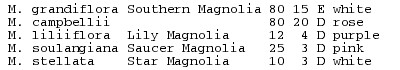 M. grandiflora Southern Magnolia 80 15 E white
M. campbellii 80 20 D rose
M. liliiflora Lily Magnolia 12 4 D purple
M. soulangiana Saucer Magnolia 25 3 D pink
M. stellata Star Magnolia 10 3 D white